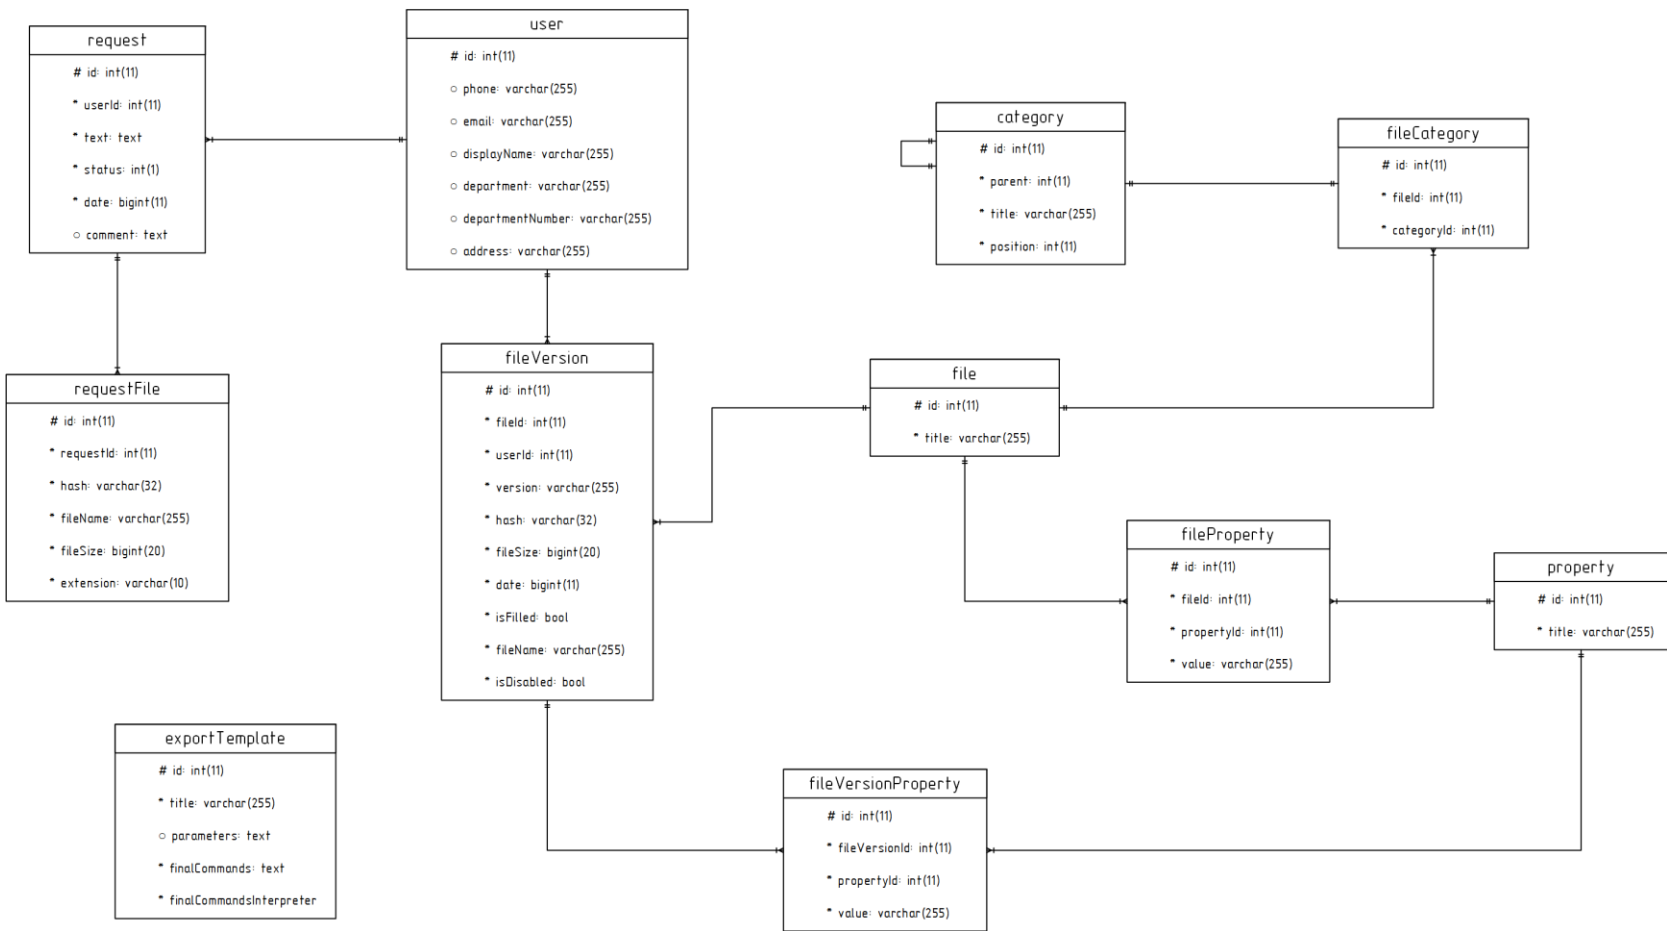 request
# id: int(11)
* userId: int(11)
* text: text
* status: int(1)
* date: bigint(11)
○ comment: text
user
# id: int(11)
○ phone: varchar(255)
○ email: varchar(255)
○ displayName: varchar(255)
○ department: varchar(255)
○ departmentNumber: varchar(255)
○ address: varchar(255)
category
# id: int(11)
* parent: int(11)
* title: varchar(255)
* position: int(11)
fileCategory
# id: int(11)
* fileId: int(11)
* categoryId: int(11)
requestFile
# id: int(11)
* requestId: int(11)
* hash: varchar(32)
* fileName: varchar(255)
* fileSize: bigint(20)
* extension: varchar(10)
fileVersion
# id: int(11)
* fileId: int(11)
* userId: int(11)
* version: varchar(255)
* hash: varchar(32)
* fileSize: bigint(20)
* date: bigint(11)
* isFilled: bool
* fileName: varchar(255)
* isDisabled: bool
file
# id: int(11)
* title: varchar(255)
fileProperty
# id: int(11)
* fileId: int(11)
* propertyId: int(11)
* value: varchar(255)
property
# id: int(11)
* title: varchar(255)
exportTemplate
# id: int(11)
* title: varchar(255)
○ parameters: text
* finalCommands: text
* finalCommandsInterpreter
fileVersionProperty
# id: int(11)
* fileVersionId: int(11)
* propertyId: int(11)
* value: varchar(255)